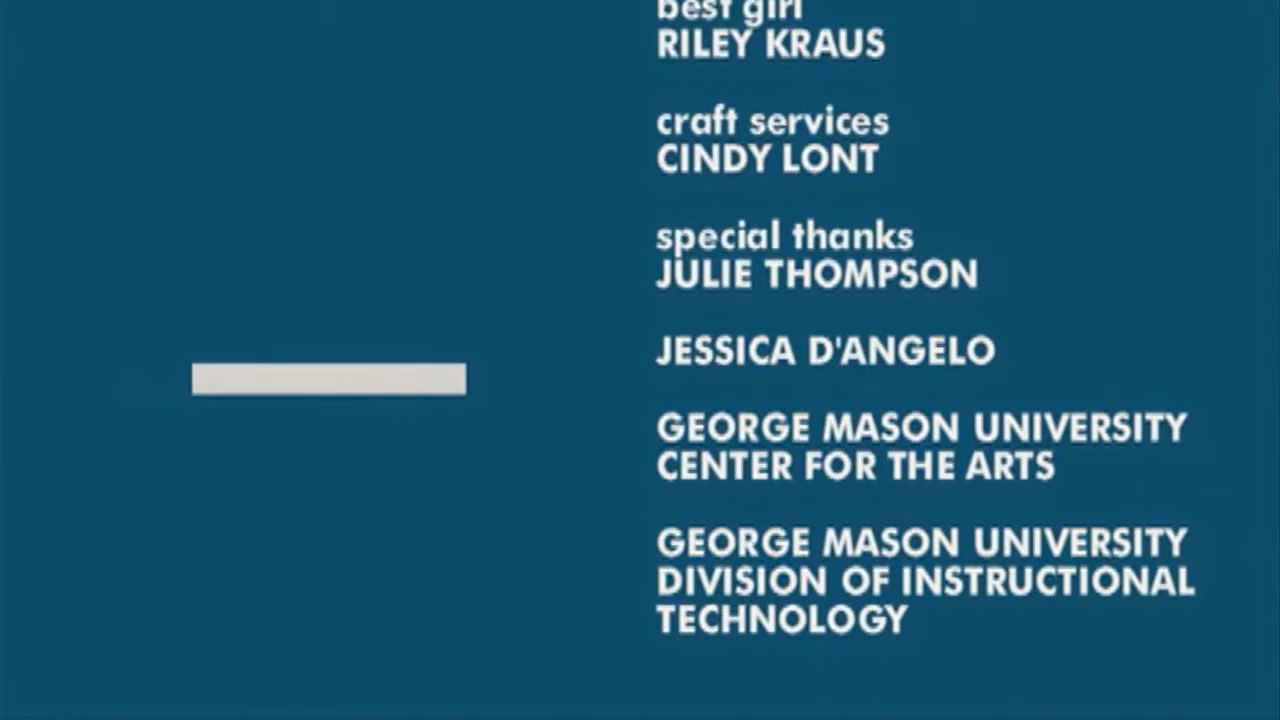 best girl
RILEY KRAUS
craft services
CINDY LONT
special thanks
JULIE THOMPSON
JESSICA D'ANGELO
GEORGE MASON UNIVERSITY
CENTER FOR THE ARTS
GEORGE MASON UNIVERSITY
DIVISION OF INSTRUCTIONAL
TECHNOLOGY